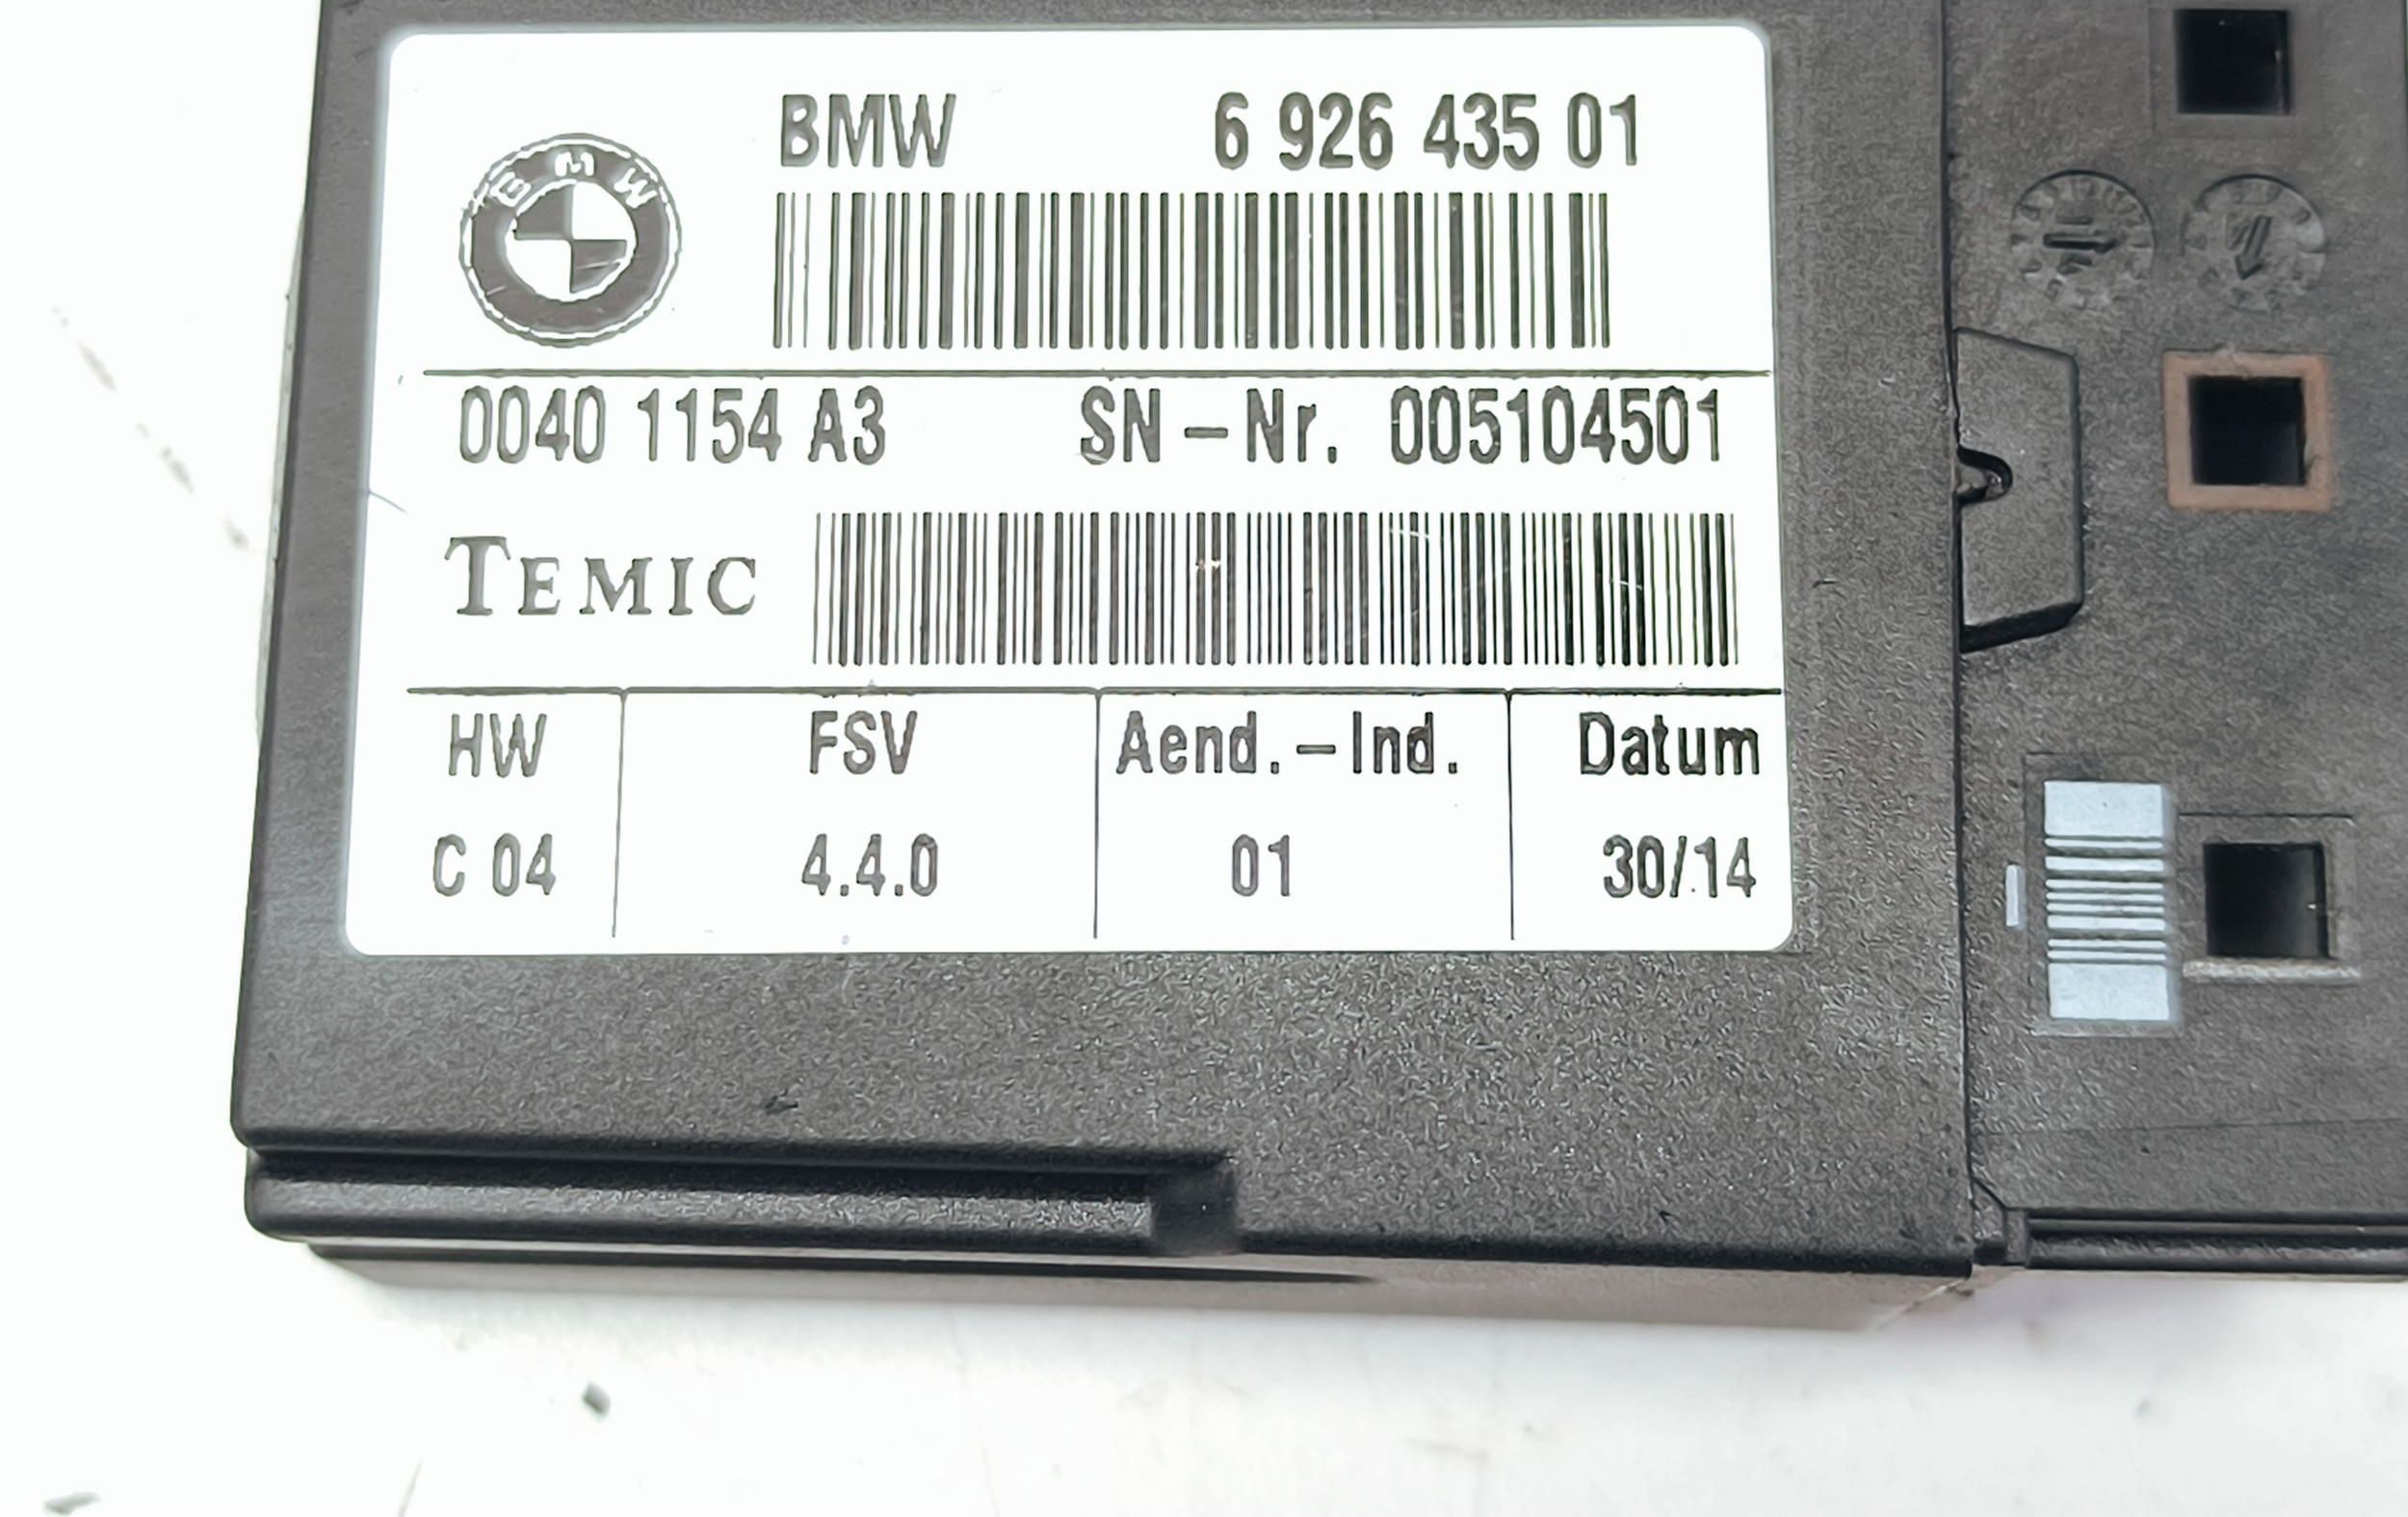 BMW 6 926 435 01
BMW
0040 1154 A3 SN-Nr. 005104501
TEMIC
HW FSV Aend.-Ind. Datum
C 04 4.4.0 01 30/14